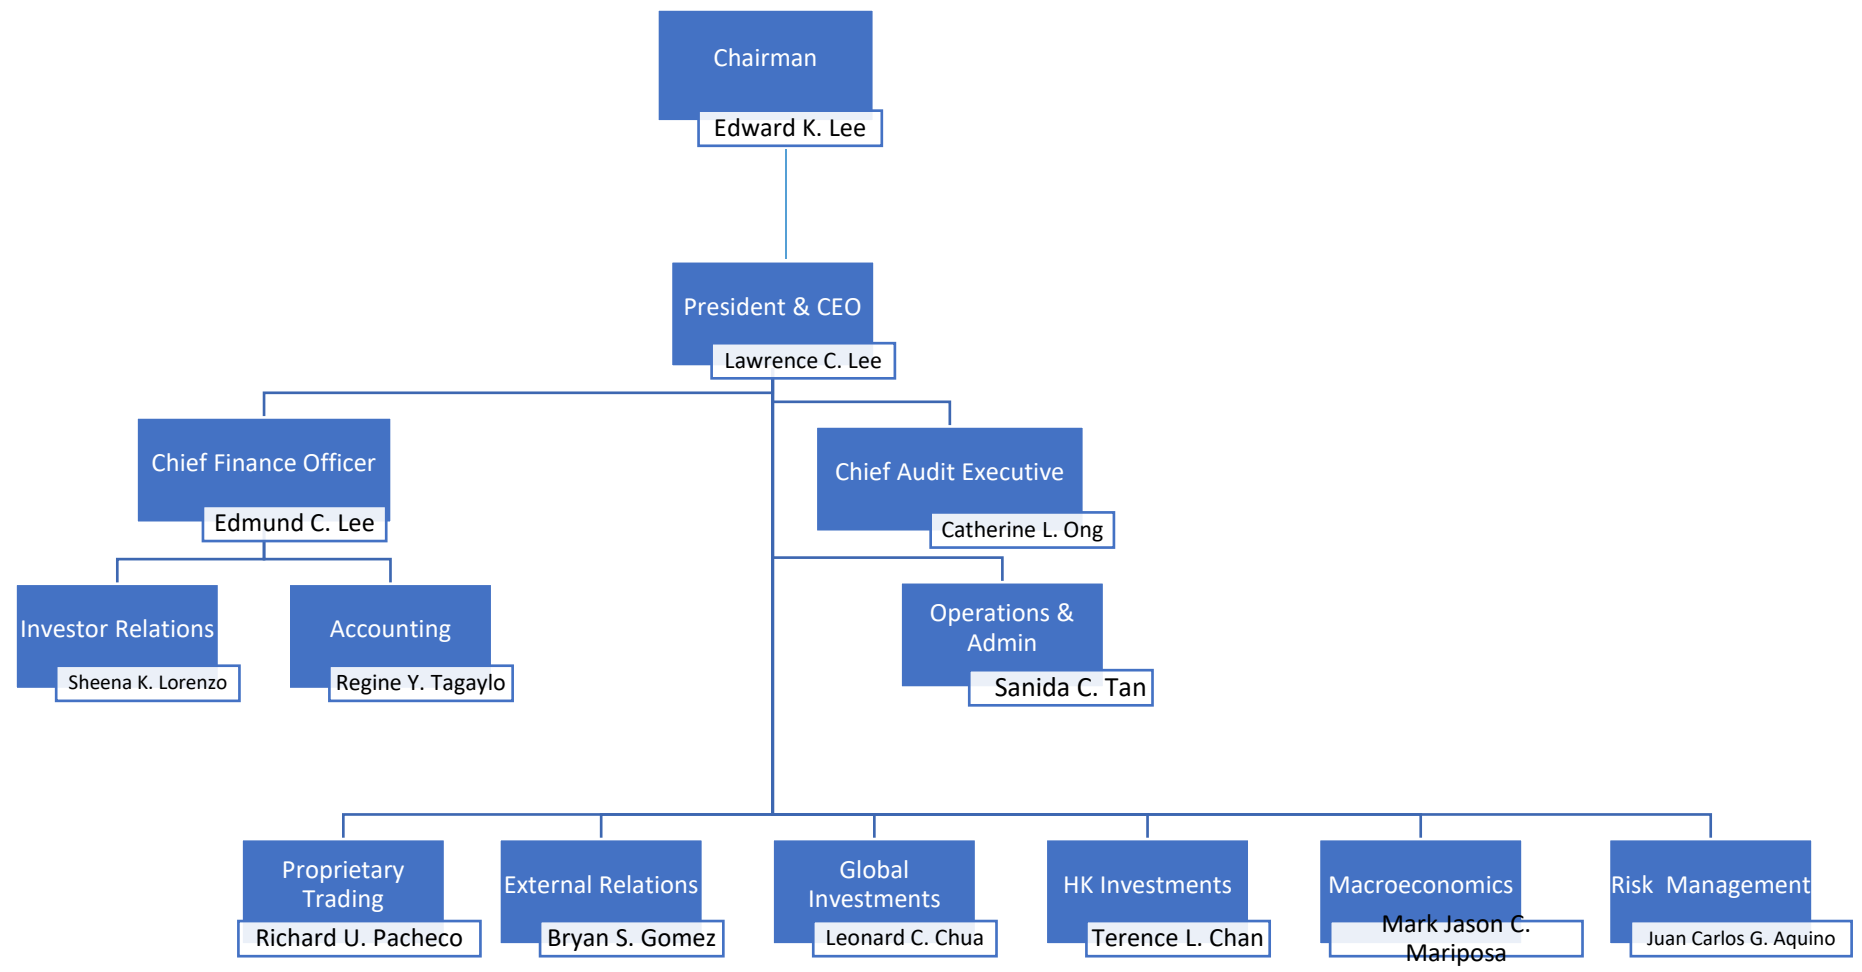 Chairman
Edward K. Lee
President & CEO
Lawrence C. Lee
Chief Finance Officer
Edmund C. Lee
Chief Audit Executive
Catherine L. Ong
Investor Relations
Sheena K. Lorenzo
Accounting
Regine Y. Tagaylo
Operations &
Admin
Sanida C. Tan
Proprietary
Trading
Richard U. Pacheco
External Relations
Bryan S. Gomez
Global
Investments
Leonard C. Chua
HK Investments
Terence L. Chan
Macroeconomics
Mark Jason C.
Mariposa
Risk  Management
Juan Carlos G. Aquino